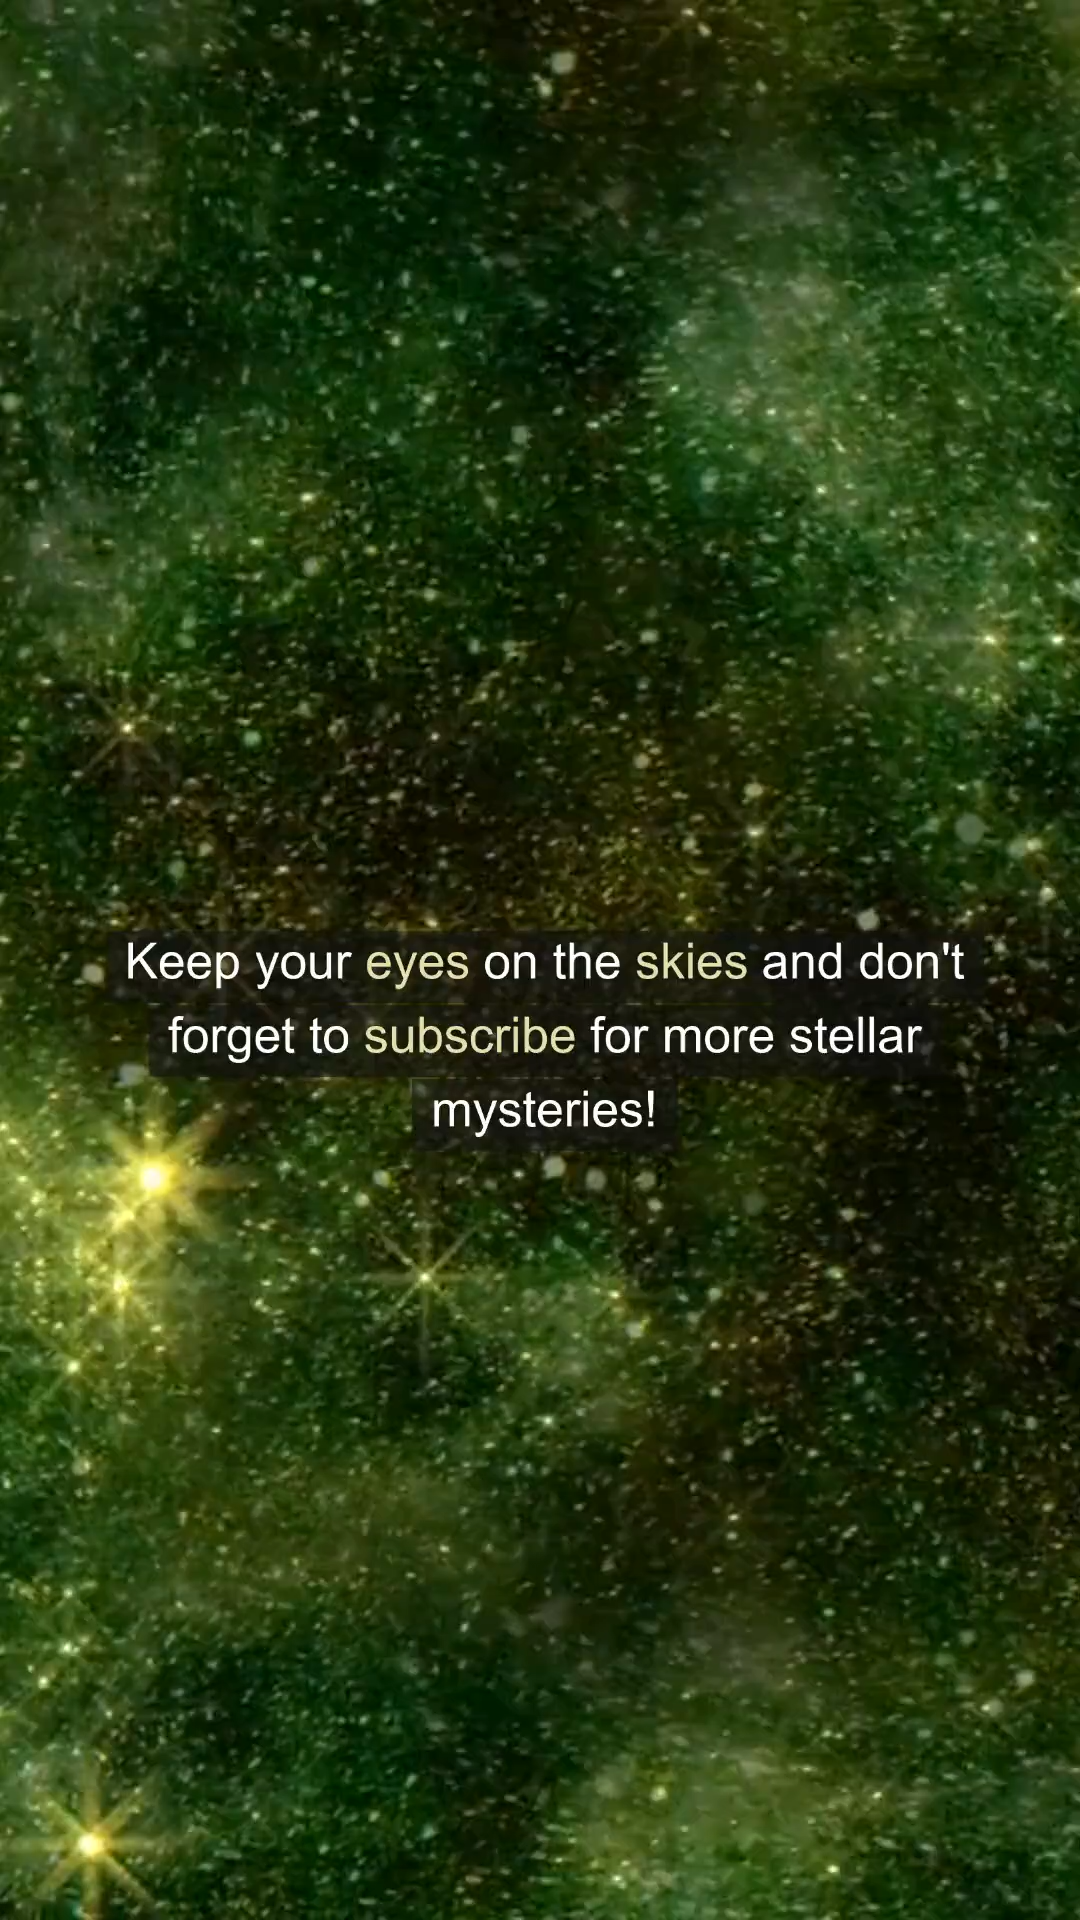 Keep your eyes on the skies and don't
forget to subscribe for more stellar
mysteries!